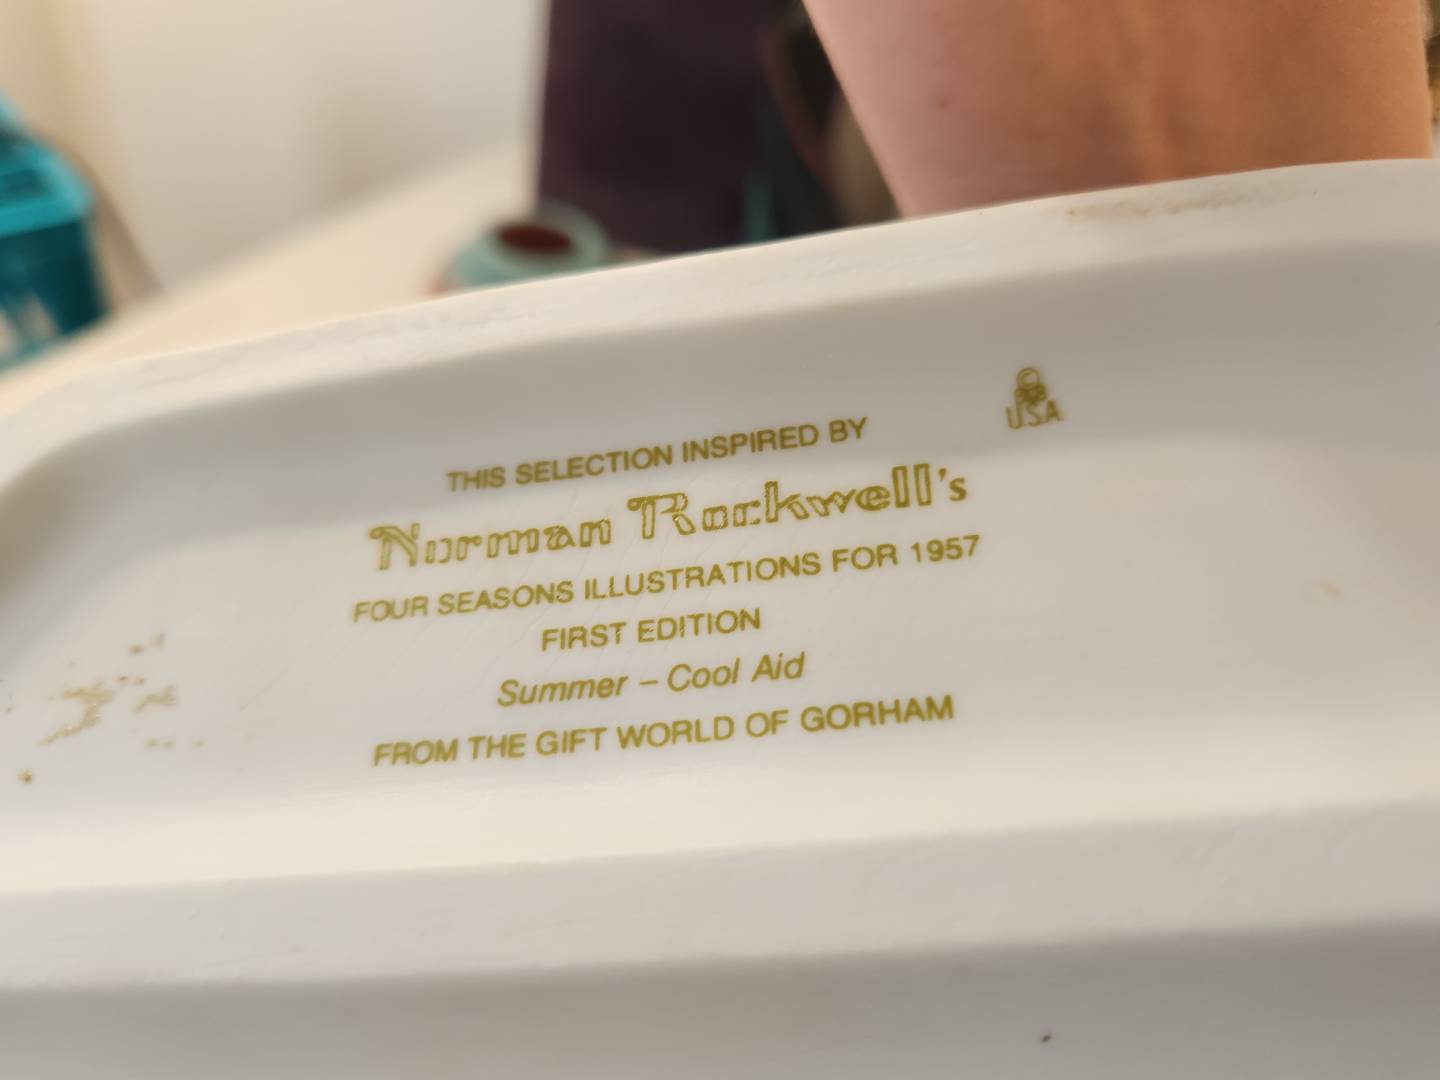 ©
USA
THIS SELECTION INSPIRED BY
Norman Rockwell's
FOUR SEASONS ILLUSTRATIONS FOR 1957
FIRST EDITION
Summer – Cool Aid
FROM THE GIFT WORLD OF GORHAM